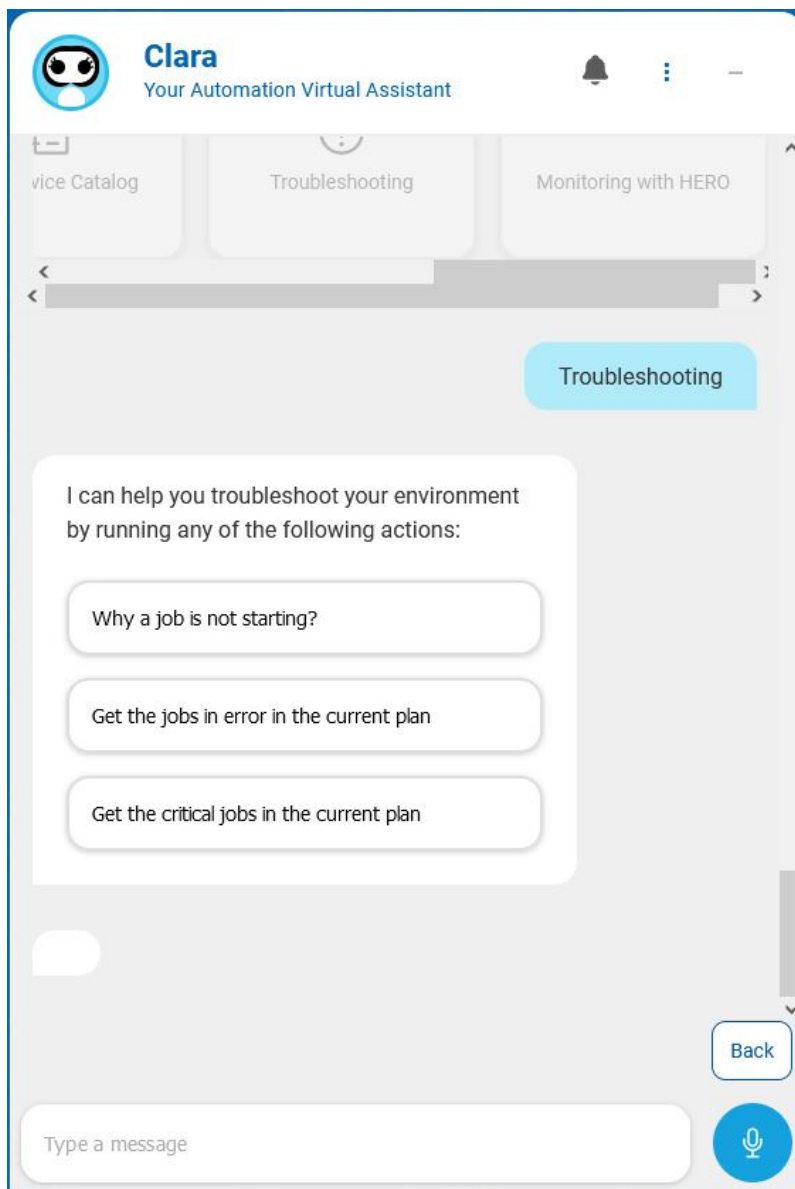 Clara
Your Automation Virtual Assistant
vice Catalog
Troubleshooting
Monitoring with HERO
Troubleshooting
I can help you troubleshoot your environment
by running any of the following actions:
Why a job is not starting?
Get the jobs in error in the current plan
Get the critical jobs in the current plan
Back
Type a message